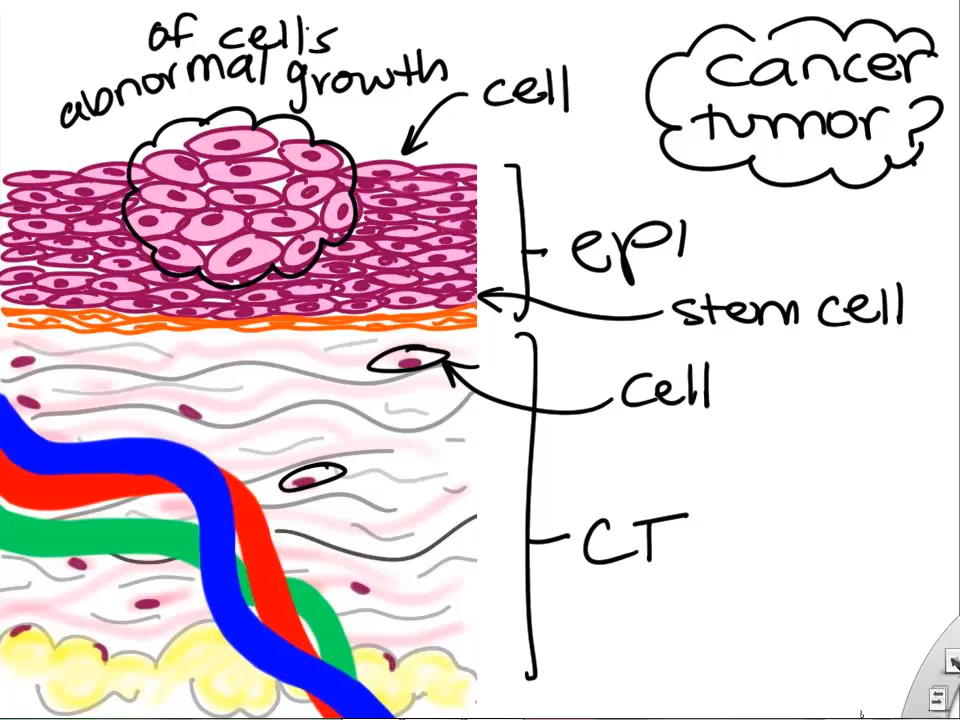 of cells
abnormal growth
cell
cancer
tumor?
epi
stem cell
cell
CT